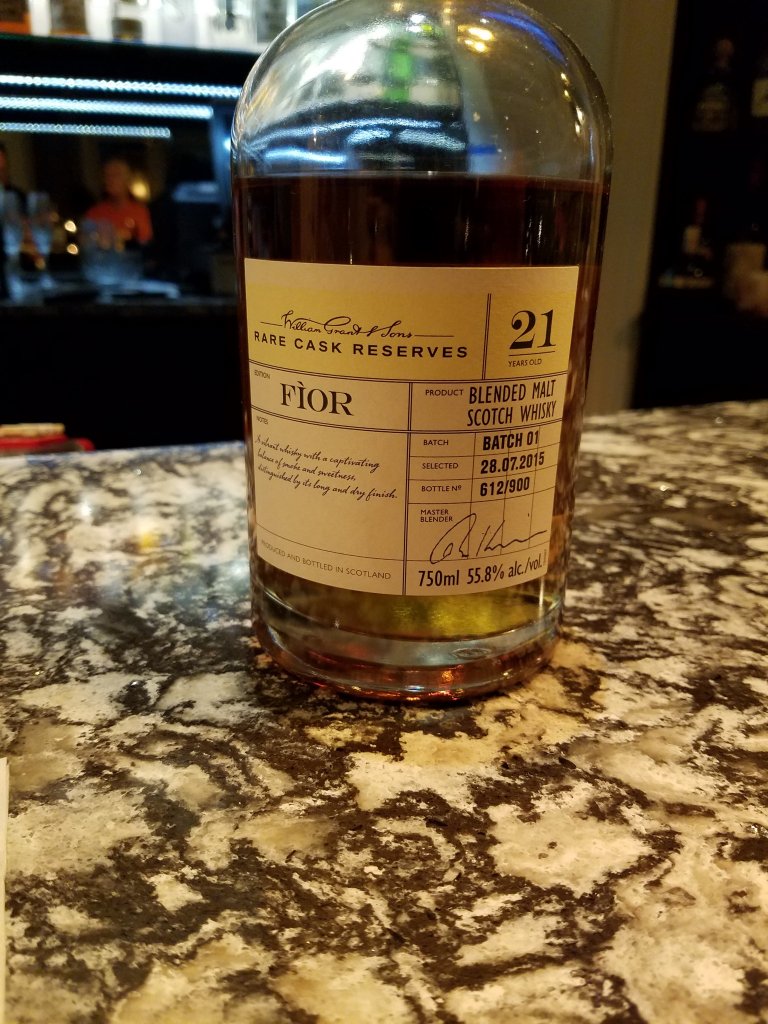 William Grant & Sons
RARE CASK RESERVES
21
YEARS OLD
EDITION
FÌOR
NOTES
A vibrant whisky with a captivating
balance of smoke and sweetness,
distinguished by its long and dry finish.
PRODUCED AND BOTTLED IN SCOTLAND
PRODUCT BLENDED MALT
SCOTCH WHISKY
BATCH BATCH 01
SELECTED 28.07.2015
BOTTLE Nº 612/900
MASTER
BLENDER
750ml 55.8% alc./vol.